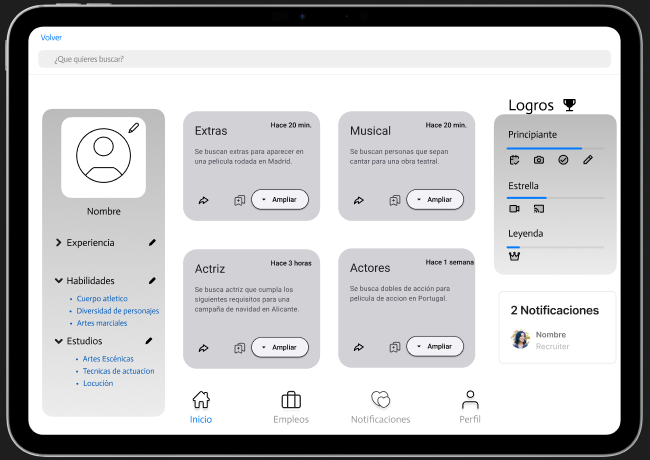 Volver
¿Que quieres buscar?
Nombre
Experiencia
Habilidades
Cuerpo atletico
Diversidad de personajes
Artes marciales
Estudios
Artes Escénicas
Tecnicas de actuacion
Locución
Hace 20 min.
Extras
Se buscan extras para aparecer en
una pelicula rodada en Madrid.
Ampliar
Hace 20 min.
Musical
Se buscan personas que sepan
cantar para una obra teatral.
Ampliar
Hace 3 horas
Actriz
Se busca actriz que cumpla los
siguientes requisitos para una
campaña de navidad en Alicante.
Ampliar
Hace 1 semana
Actores
Se busca dobles de acción para
película de accion en Portugal.
Ampliar
Logros
Principiante
Estrella
Leyenda
2 Notificaciones
Nombre
Recruiter
Inicio
Empleos
Notificaciones
Perfil